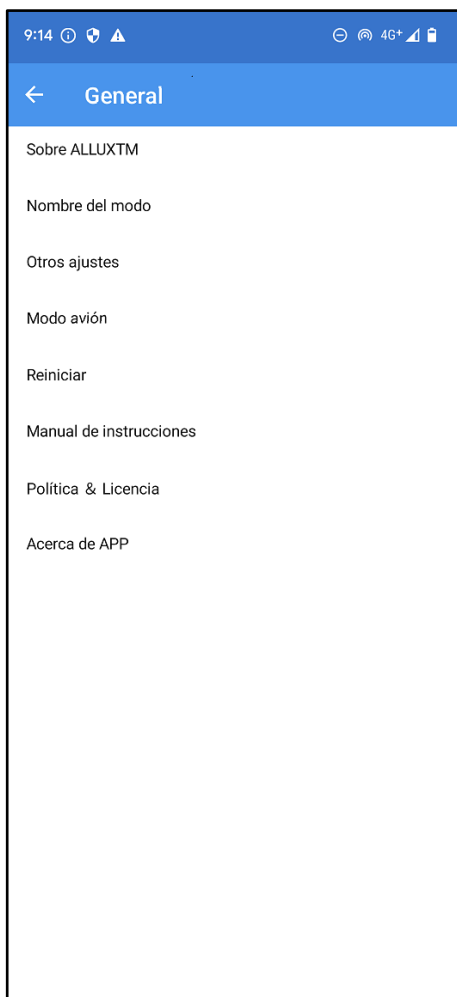 9:14 4G+
General
Sobre ALLUXTM
Nombre del modo
Otros ajustes
Modo avión
Reiniciar
Manual de instrucciones
Política & Licencia
Acerca de APP